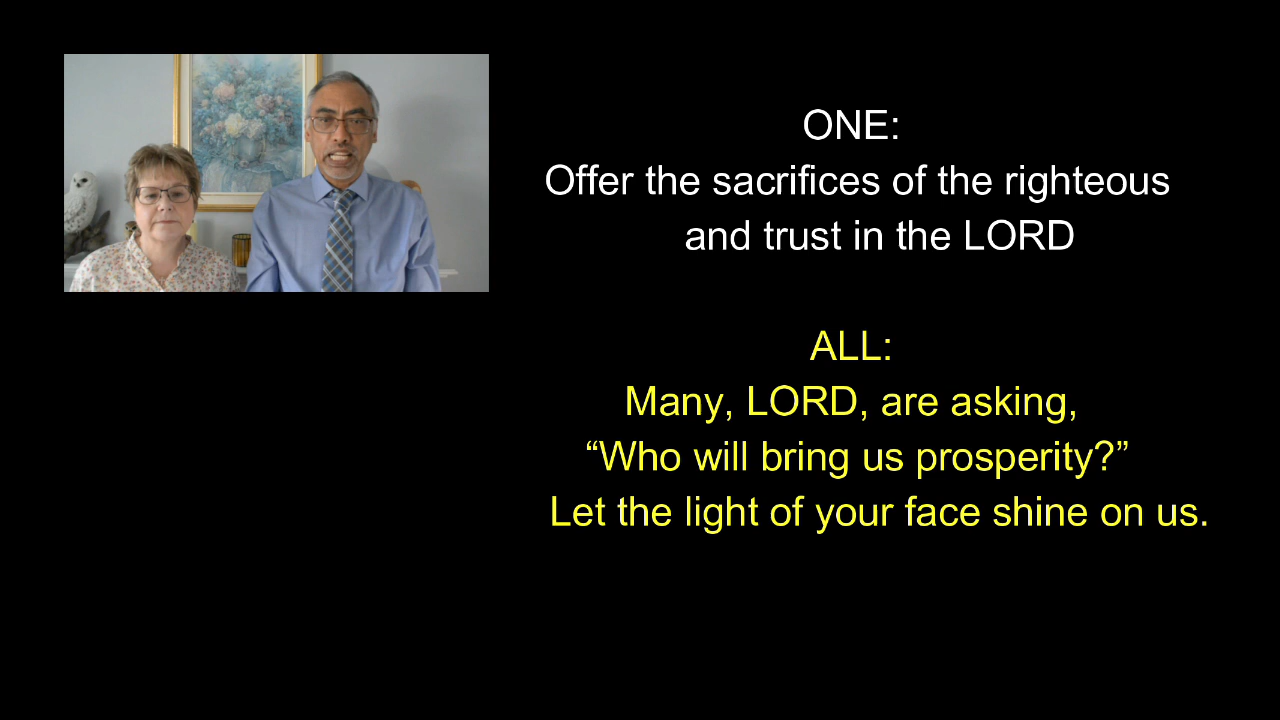 ONE:
Offer the sacrifices of the righteous
and trust in the LORD
ALL:
Many, LORD, are asking,
“Who will bring us prosperity?”
Let the light of your face shine on us.